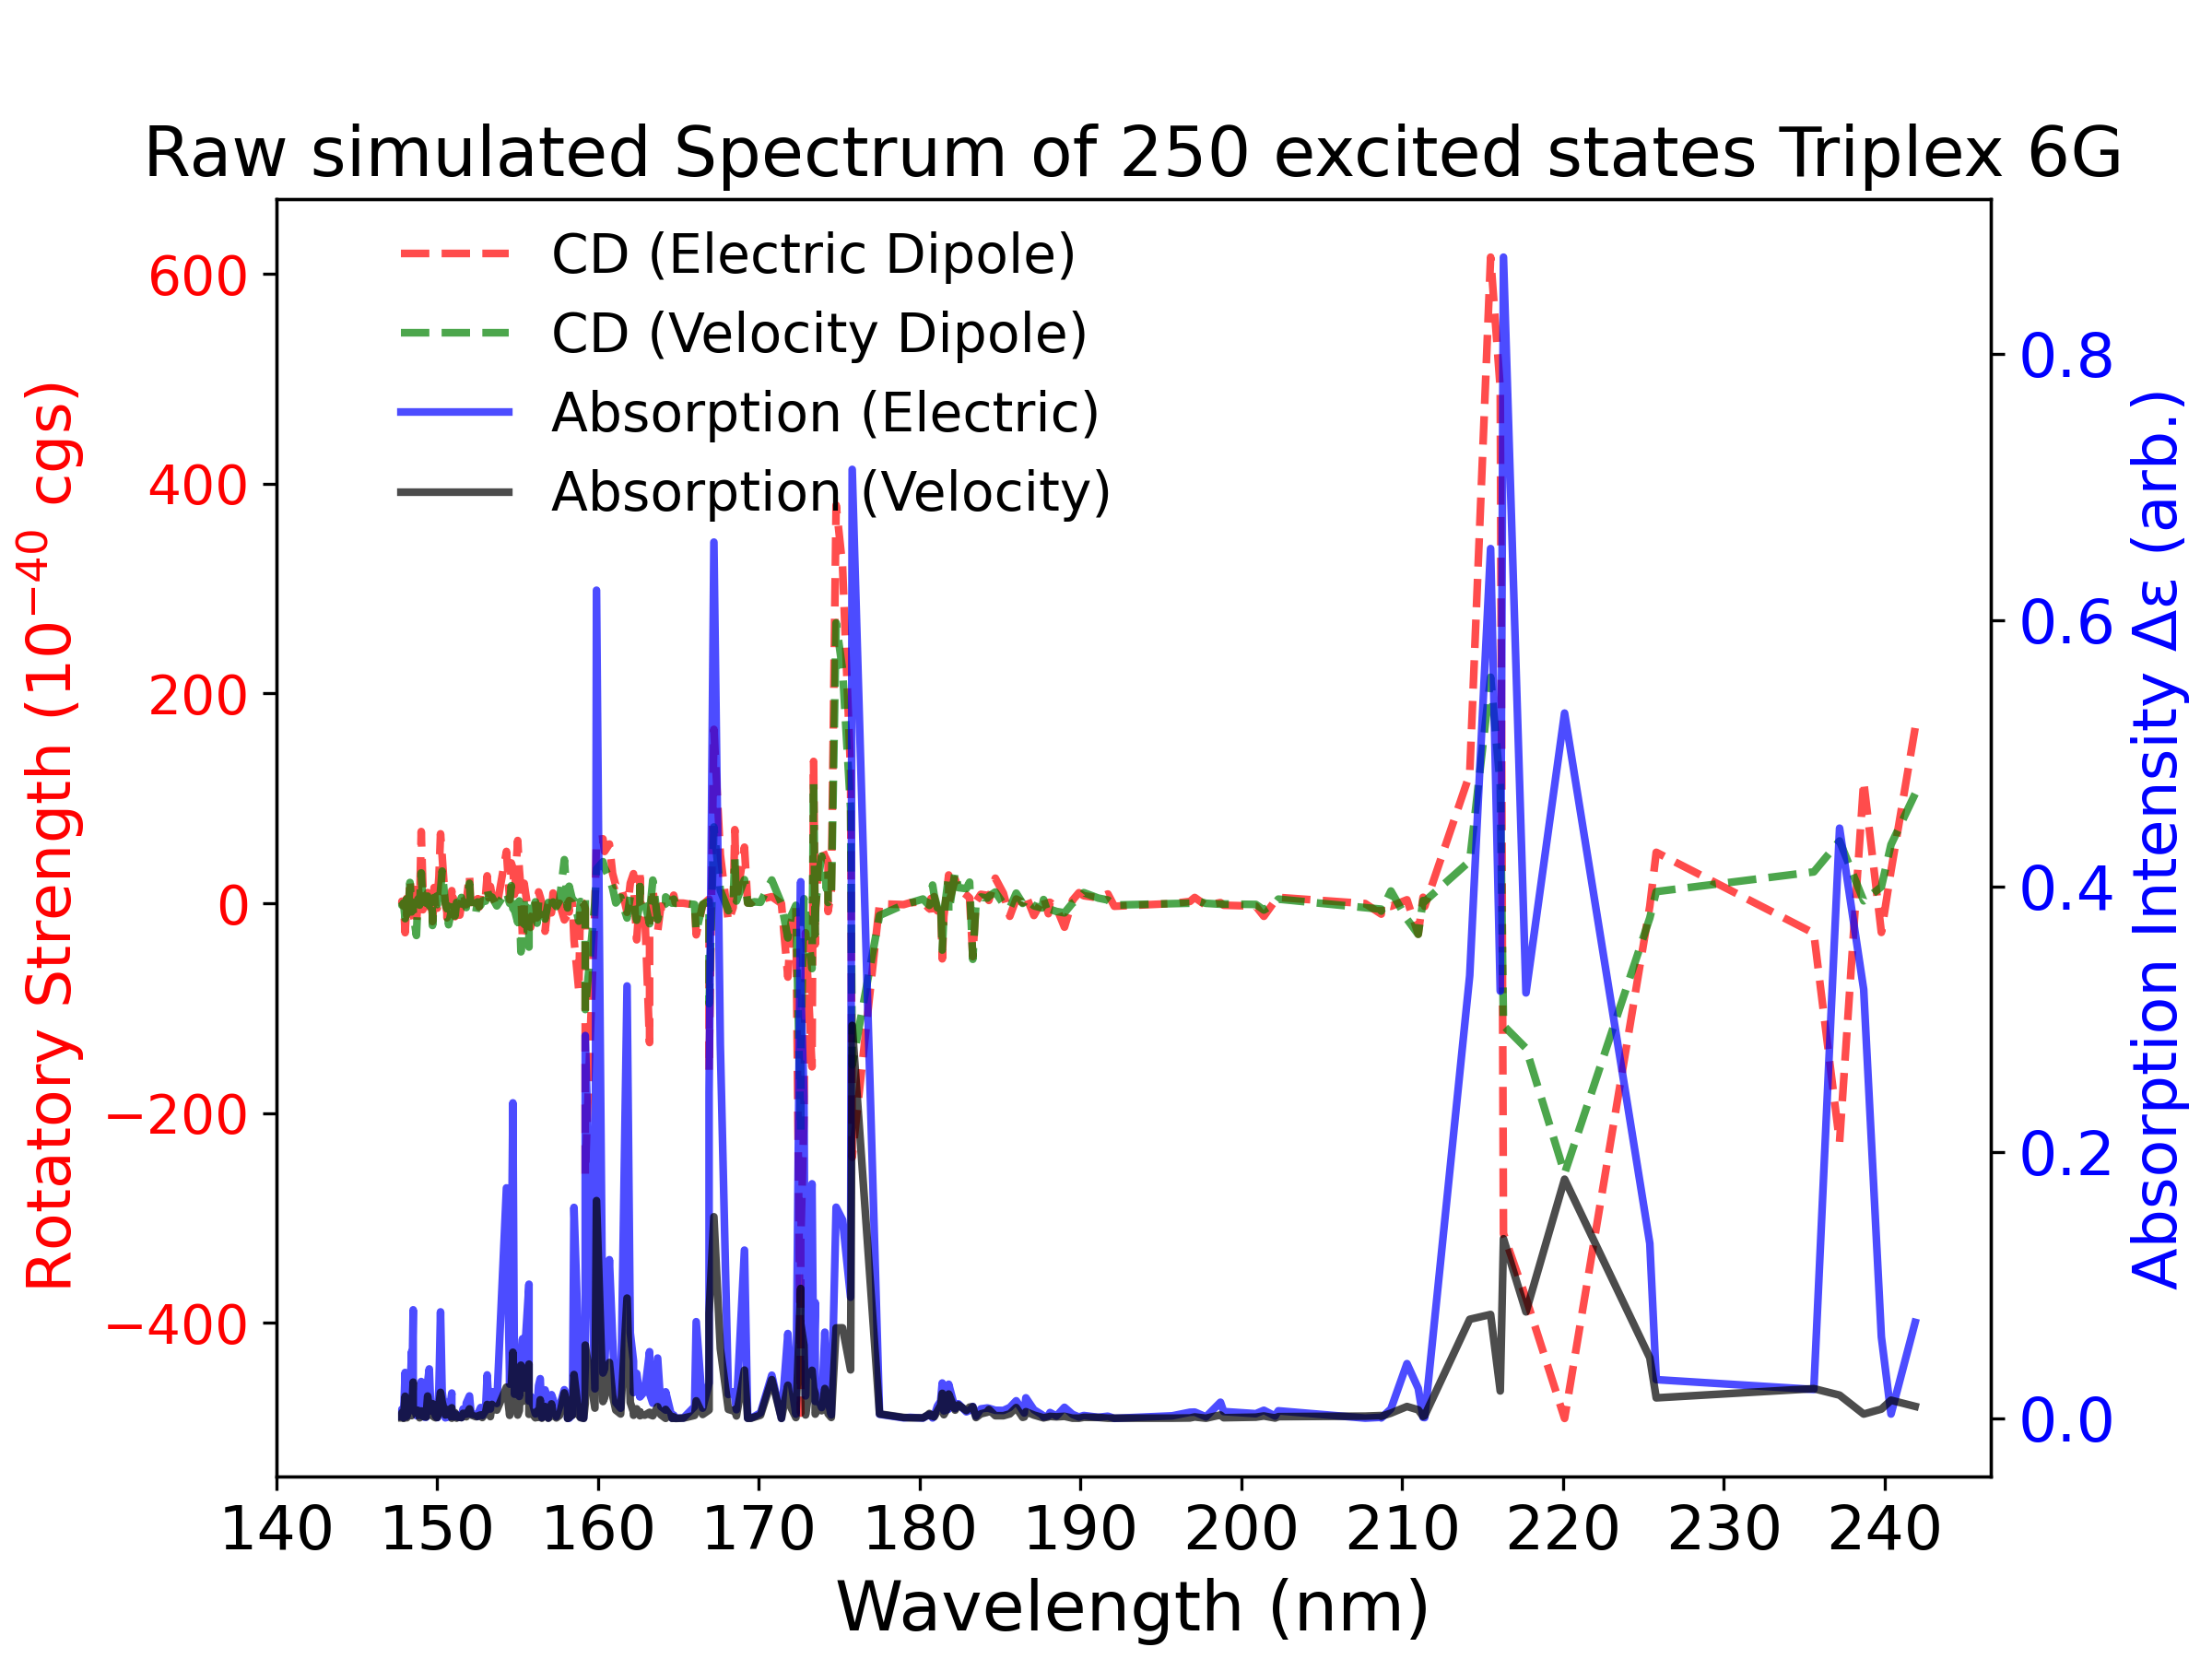 Raw simulated Spectrum of 250 excited states Triplex 6G
CD (Electric Dipole)
CD (Velocity Dipole)
Absorption (Electric)
Absorption (Velocity)
Rotatory Strength (10⁻⁴⁰ cgs)
600
400
200
0
−200
−400
Absorption Intensity Δε (arb.)
0.8
0.6
0.4
0.2
0.0
140 150 160 170 180 190 200 210 220 230 240
Wavelength (nm)